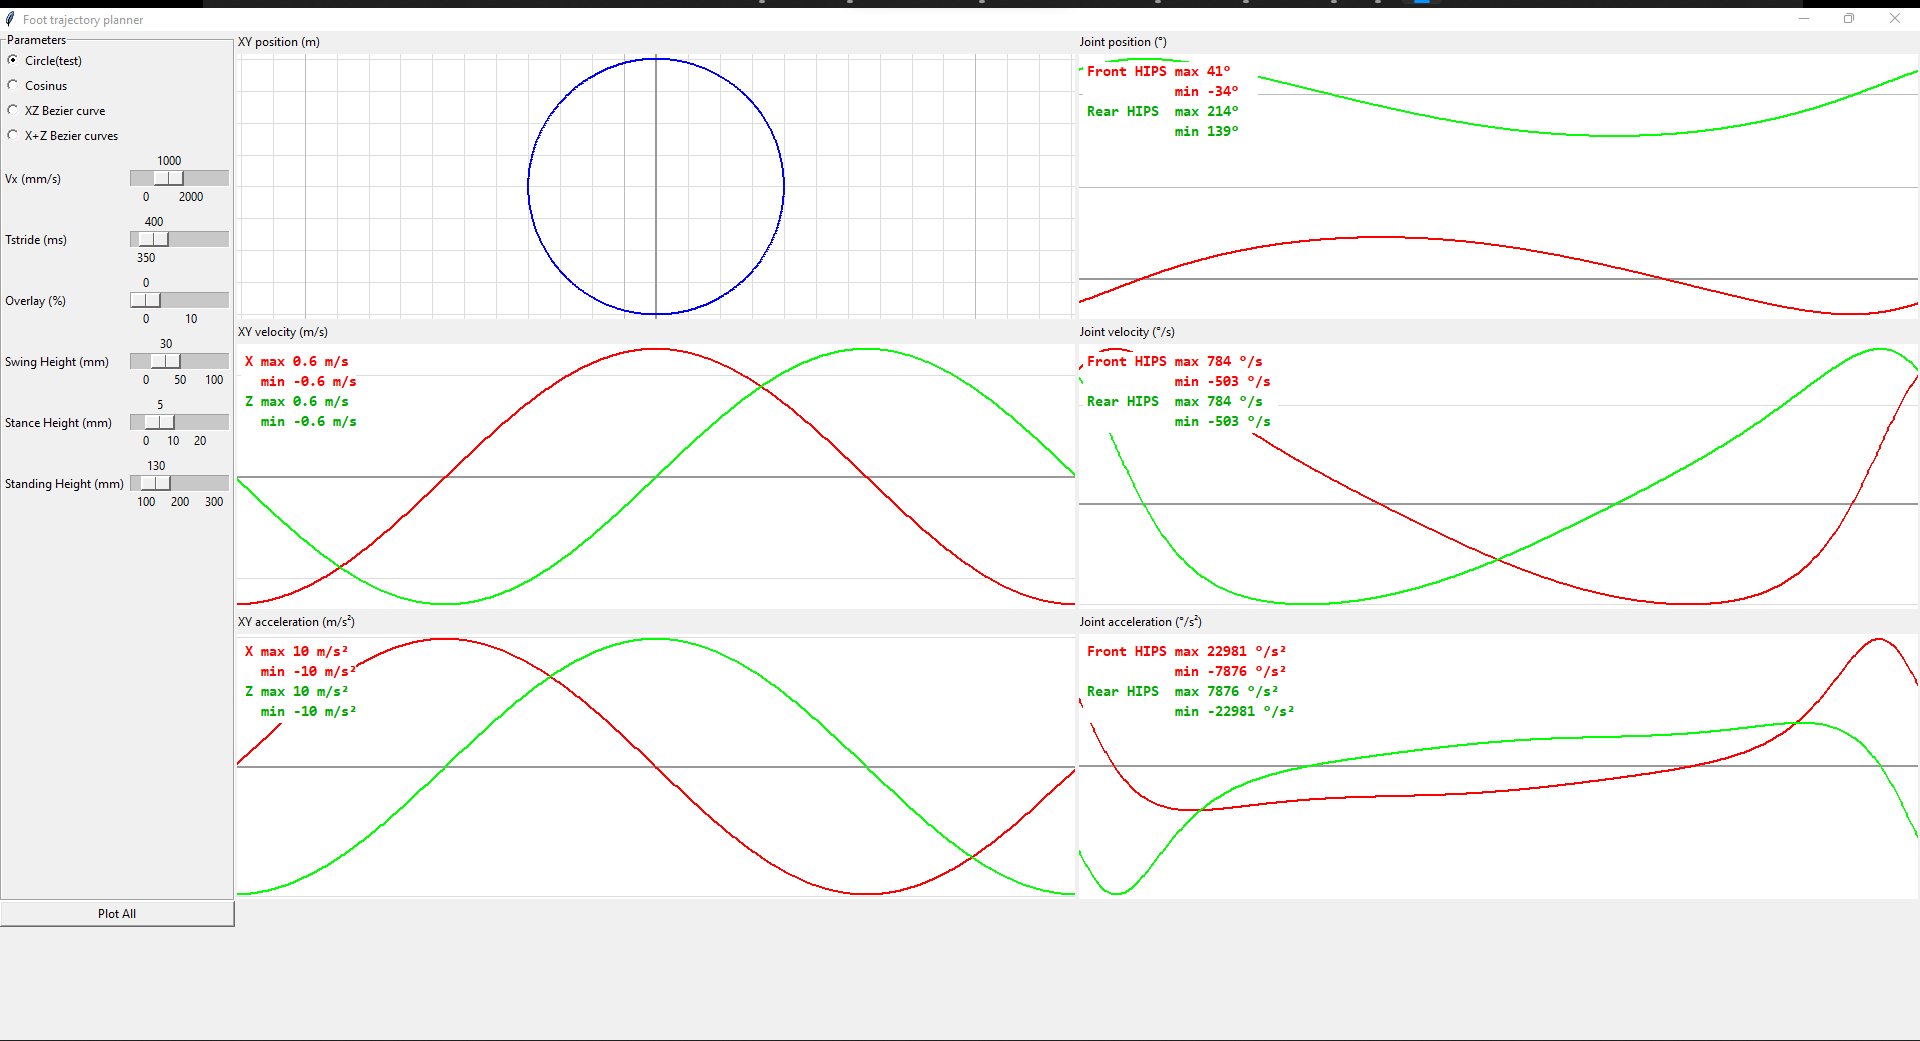 Foot trajectory planner
Parameters
Circle(test)
Cosinus
XZ Bezier curve
X+Z Bezier curves
1000
Vx (mm/s)
0 2000
400
Tstride (ms)
350
0
Overlay (%)
0 10
30
Swing Height (mm)
0 50 100
5
Stance Height (mm)
0 10 20
130
Standing Height (mm)
100 200 300
Plot All
XY position (m)
XY velocity (m/s)
X max 0.6 m/s
min -0.6 m/s
Z max 0.6 m/s
min -0.6 m/s
XY acceleration (m/s²)
X max 10 m/s²
min -10 m/s²
Z max 10 m/s²
min -10 m/s²
Joint position (°)
Front HIPS max 41º
min -34º
Rear HIPS max 214º
min 139º
Joint velocity (°/s)
Front HIPS max 784 º/s
min -503 º/s
Rear HIPS max 784 º/s
min -503 º/s
Joint acceleration (°/s²)
Front HIPS max 22981 º/s²
min -7876 º/s²
Rear HIPS max 7876 º/s²
min -22981 º/s²